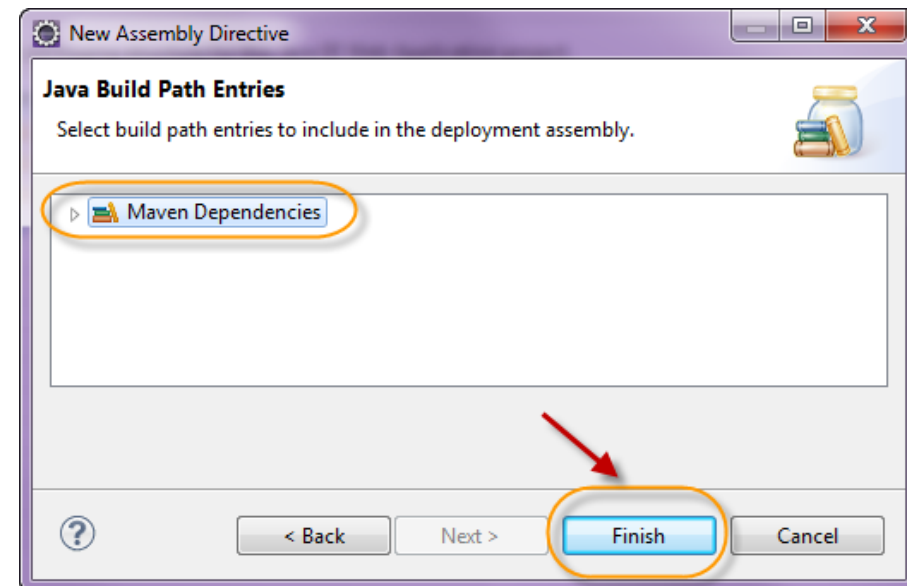 New Assembly Directive
Java Build Path Entries
Select build path entries to include in the deployment assembly.
Maven Dependencies
?
< Back
Next >
Finish
Cancel